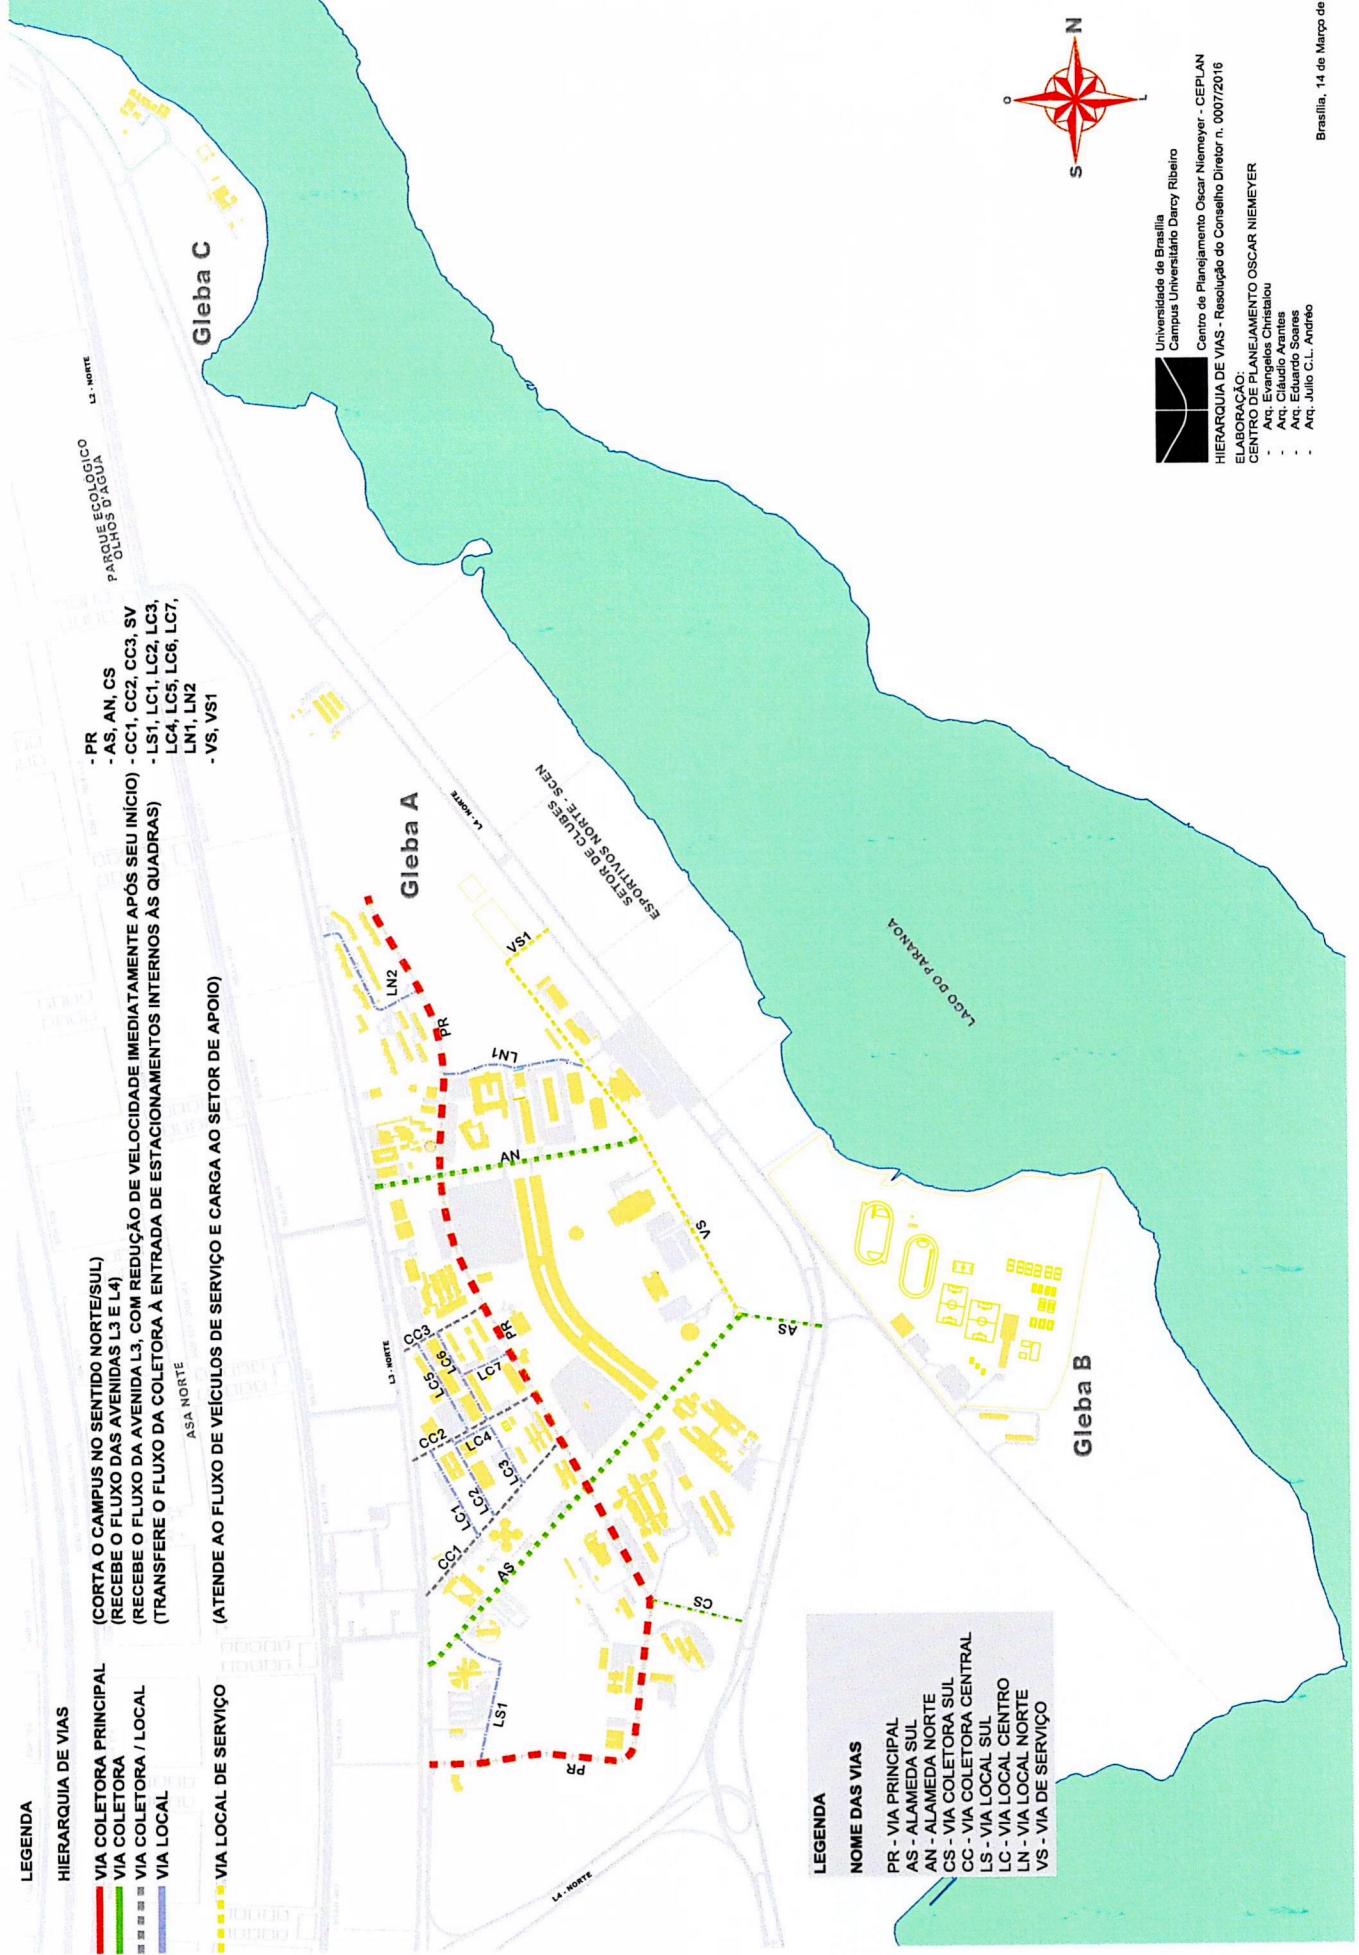 LEGENDA
HIERARQUIA DE VIAS
VIA COLETORA PRINCIPAL (CORTA O CAMPUS NO SENTIDO NORTE/SUL) - PR
VIA COLETORA (RECEBE O FLUXO DAS AVENIDAS L3 E L4) - AS, AN, CS
VIA COLETORA / LOCAL (RECEBE O FLUXO DA AVENIDA L3, COM REDUÇÃO DE VELOCIDADE IMEDIATAMENTE APÓS SEU INÍCIO) - CC1, CC2, CC3, SV
VIA LOCAL (TRANSFERE O FLUXO DA COLETORA À ENTRADA DE ESTACIONAMENTOS INTERNOS ÀS QUADRAS) - LS1, LC1, LC2, LC3,
LC4, LC5, LC6, LC7,
LN1, LN2
VIA LOCAL DE SERVIÇO (ATENDE AO FLUXO DE VEÍCULOS DE SERVIÇO E CARGA AO SETOR DE APOIO) - VS, VS1
L2 - NORTE
PARQUE ECOLÓGICO
OLHOS D'AGUA
ASA NORTE
Gleba C
Gleba A
L3 - NORTE
L4 - NORTE
SETOR DE CLUBES
ESPORTIVOS NORTE - SCEN
LN2
PR
VS1
LN1
AN
VS
CC3
LC5
LC6
LC7
PR
CC2
LC4
LC3
LC1
LC2
CC1
AS
AS
CS
LS1
PR
L4 - NORTE
LAGO DO PARANOÁ
Gleba B
LEGENDA
NOME DAS VIAS
PR - VIA PRINCIPAL
AS - ALAMEDA SUL
AN - ALAMEDA NORTE
CS - VIA COLETORA SUL
CC - VIA COLETORA CENTRAL
LS - VIA LOCAL SUL
LC - VIA LOCAL CENTRO
LN - VIA LOCAL NORTE
VS - VIA DE SERVIÇO
O
S N
L
Universidade de Brasília
Campus Universitário Darcy Ribeiro
Centro de Planejamento Oscar Niemeyer - CEPLAN
HIERARQUIA DE VIAS - Resolução do Conselho Diretor n. 0007/2016
ELABORAÇÃO:
CENTRO DE PLANEJAMENTO OSCAR NIEMEYER
- Arq. Evangelos Christakou
- Arq. Cláudio Arantes
- Arq. Eduardo Soares
- Arq. Julio C.L. Andréo
Brasília, 14 de Março de